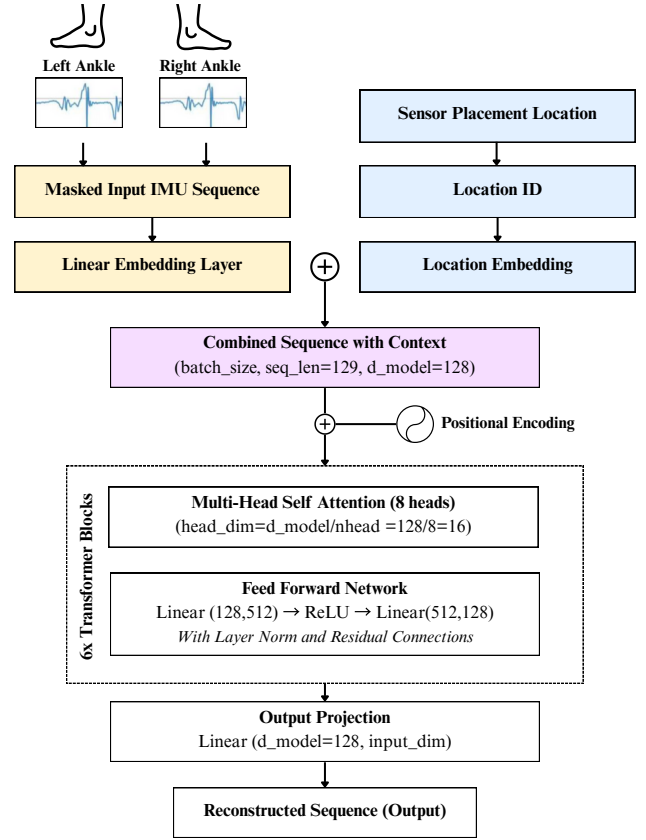 Left Ankle
Right Ankle
Sensor Placement Location
Masked Input IMU Sequence
Location ID
Linear Embedding Layer
Location Embedding
Combined Sequence with Context
(batch_size, seq_len=129, d_model=128)
Positional Encoding
6x Transformer Blocks
Multi-Head Self Attention (8 heads)
(head_dim=d_model/nhead =128/8=16)
Feed Forward Network
Linear (128,512) → ReLU → Linear(512,128)
With Layer Norm and Residual Connections
Output Projection
Linear (d_model=128, input_dim)
Reconstructed Sequence (Output)